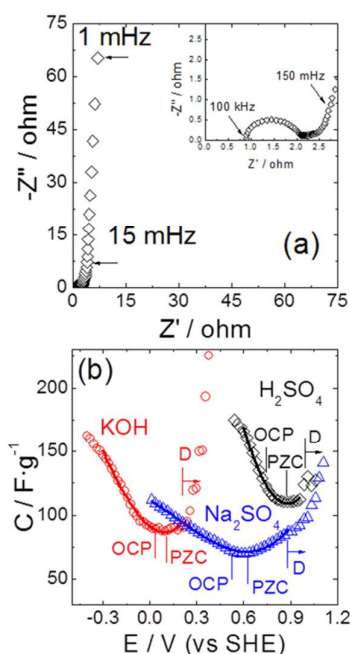 -Z" / ohm
75
60
45
30
15
0
1 mHz
15 mHz
(a)
-Z" / ohm
2.5
2.0
1.5
1.0
0.5
0.0
100 kHz
150 mHz
0.0 0.5 1.0 1.5 2.0 2.5
Z' / ohm
0 15 30 45 60 75
Z' / ohm
(b)
C / F·g⁻¹
200
150
100
50
KOH
H₂SO₄
Na₂SO₄
OCP
PZC
D
OCP
PZC
D
OCP
PZC
D
-0.3 0.0 0.3 0.6 0.9 1.2
E / V (vs SHE)